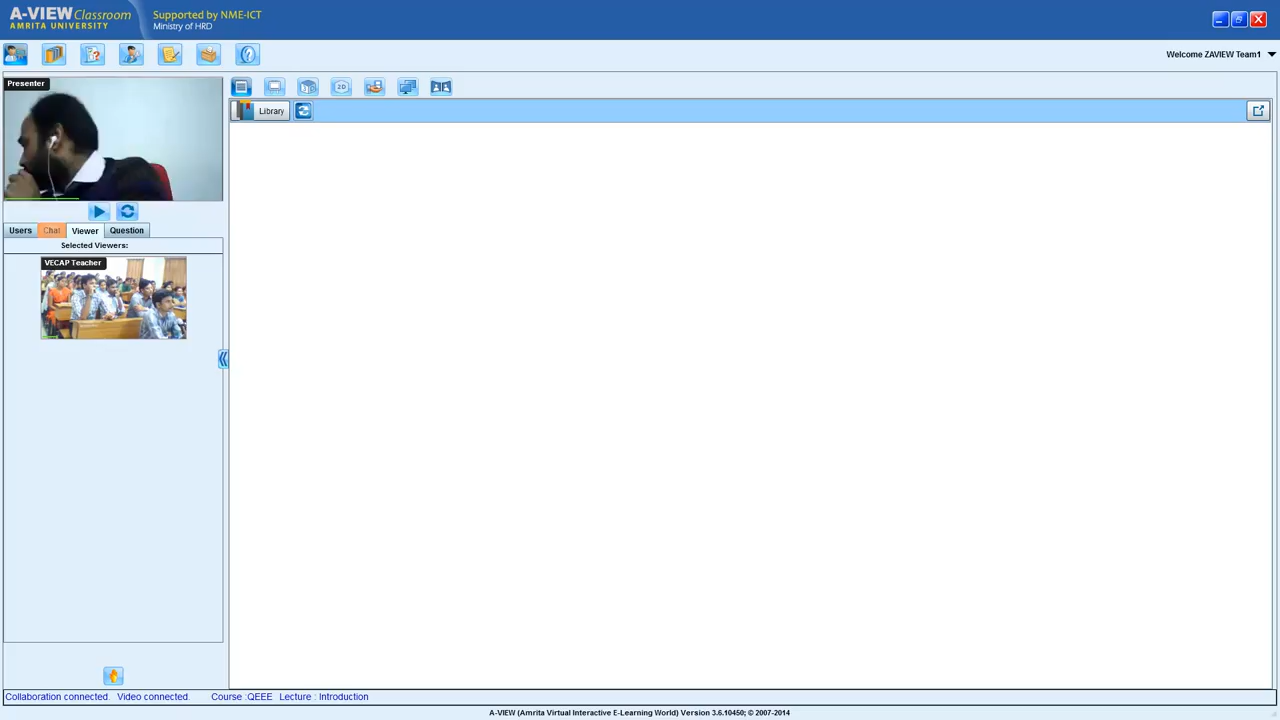 A-VIEW Classroom
AMRITA UNIVERSITY
Supported by NME-ICT
Ministry of HRD
Welcome ZAVIEW Team1
Presenter
2D
Library
Users Chat Viewer Question
Selected Viewers:
VECAP Teacher
Collaboration connected. Video connected. Course :QEEE Lecture : Introduction
A-VIEW (Amrita Virtual Interactive E-Learning World) Version 3.6.10450; © 2007-2014